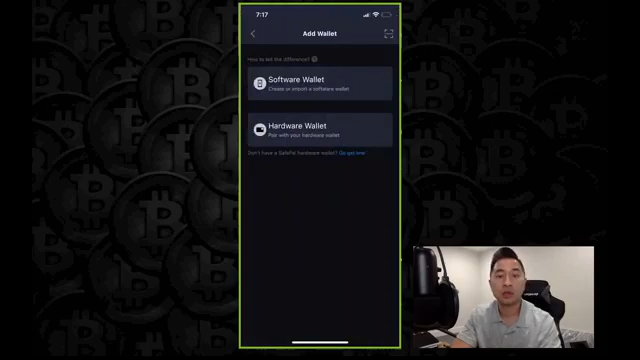 7:17
Add Wallet
How to tell the difference?
Software Wallet
Create or import a software wallet
Hardware Wallet
Pair with your hardware wallet
Don't have a SafePal hardware wallet? Go get one